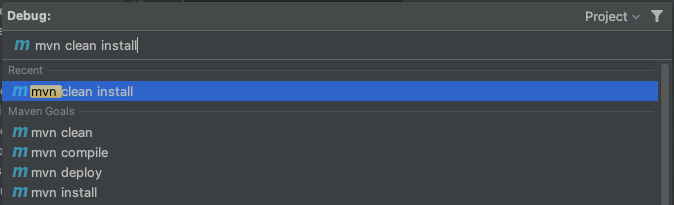 Debug:
Project
m mvn clean install
Recent
m mvn clean install
Maven Goals
m mvn clean
m mvn compile
m mvn deploy
m mvn install